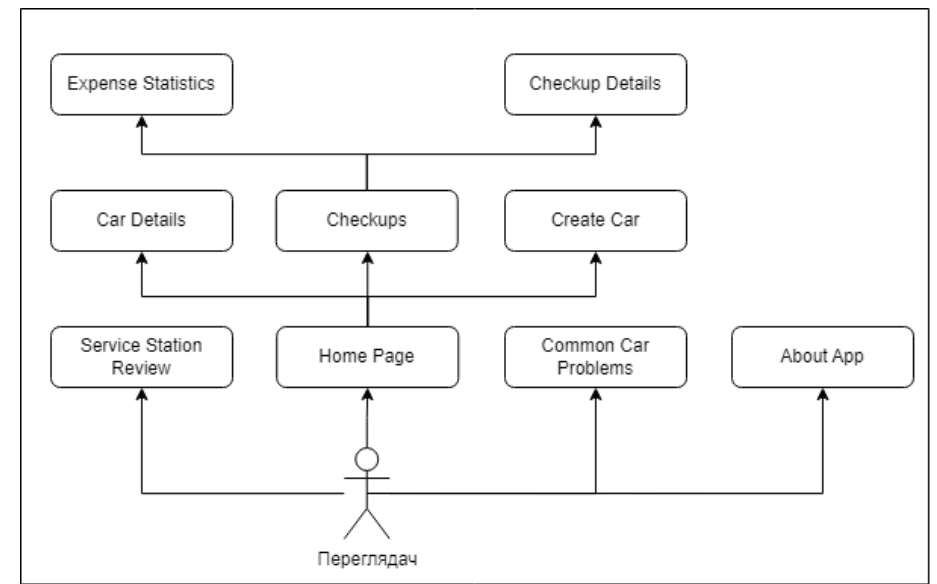 Expense Statistics
Checkup Details
Car Details
Checkups
Create Car
Service Station
Review
Home Page
Common Car
Problems
About App
Переглядач